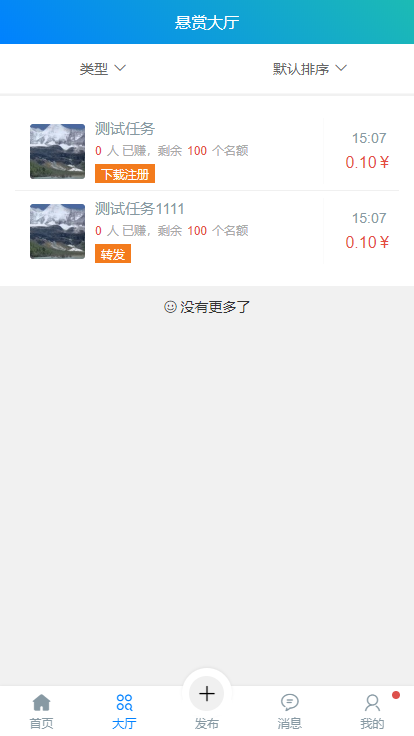 悬赏大厅
类型 默认排序
测试任务
0 人已赚，剩余 100 个名额
下载注册
15:07
0.10￥
测试任务1111
0 人已赚，剩余 100 个名额
转发
15:07
0.10￥
没有更多了
首页 大厅 发布 消息 我的